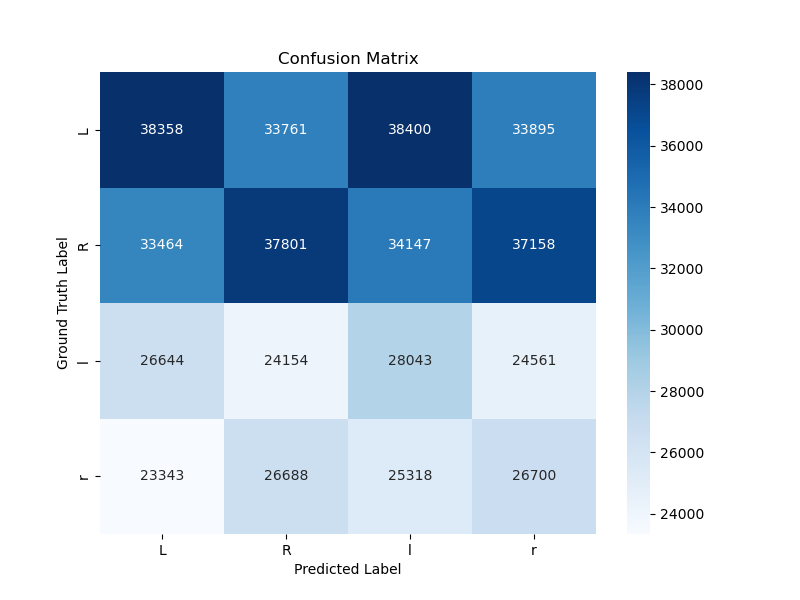 Confusion Matrix
Ground Truth Label
L 38358 33761 38400 33895
R 33464 37801 34147 37158
l 26644 24154 28043 24561
r 23343 26688 25318 26700
L R l r
Predicted Label
38000
36000
34000
32000
30000
28000
26000
24000